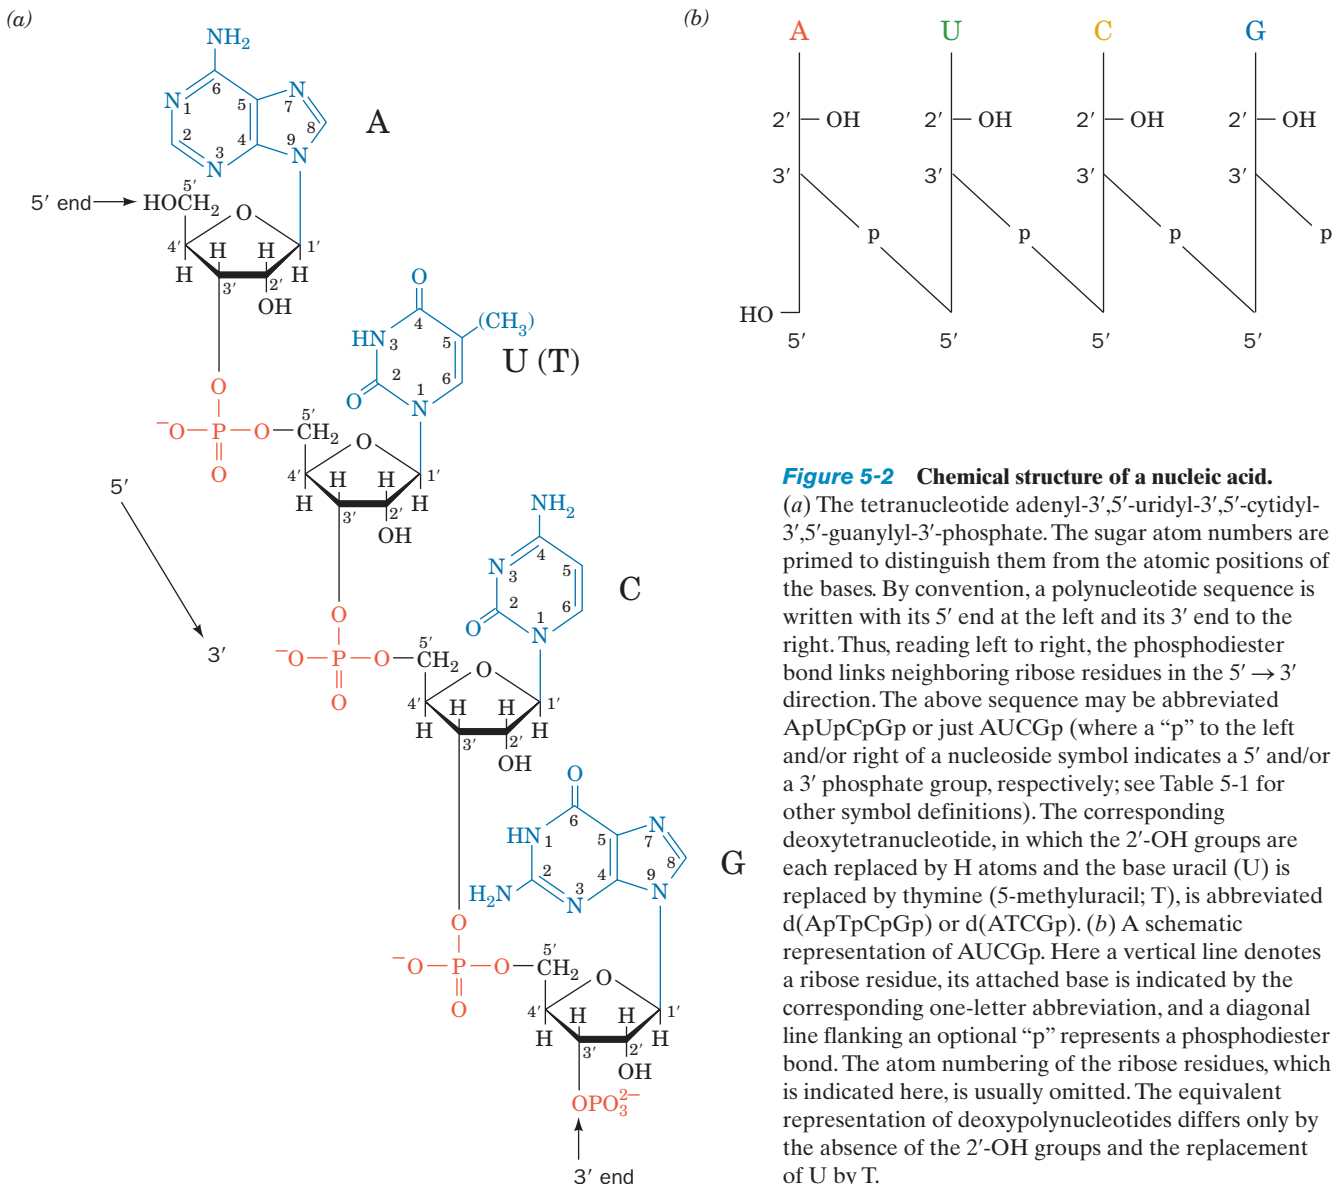 (a)
NH₂
6
N
1
5
N
7
2
4
8
N
3
9
N
A
5′ end
HOCH₂
5′
O
4′
H
H
H
1′
H
3′
2′
OH
O
⁻O—P—O—CH₂
O
5′
O
4
(CH₃)
HN
3
5
2
6
1
O
N
U (T)
O
4′
H
H
H
1′
H
3′
2′
OH
5′
3′
O
⁻O—P—O—CH₂
O
5′
NH₂
4
N
3
5
2
6
1
O
N
C
O
4′
H
H
H
1′
H
3′
2′
OH
O
⁻O—P—O—CH₂
O
5′
O
6
HN
1
5
N
7
8
2
4
9
H₂N
3
N
N
G
O
4′
H
H
H
1′
H
3′
2′
OH
OPO₃²⁻
3′ end
(b)
A U C G
2′ OH 2′ OH 2′ OH 2′ OH
3′ 3′ 3′ 3′
p p p p
HO
5′ 5′ 5′ 5′
Figure 5-2 Chemical structure of a nucleic acid.
(a) The tetranucleotide adenyl-3′,5′-uridyl-3′,5′-cytidyl-
3′,5′-guanylyl-3′-phosphate. The sugar atom numbers are
primed to distinguish them from the atomic positions of
the bases. By convention, a polynucleotide sequence is
written with its 5′ end at the left and its 3′ end to the
right. Thus, reading left to right, the phosphodiester
bond links neighboring ribose residues in the 5′ → 3′
direction. The above sequence may be abbreviated
ApUpCpGp or just AUCGp (where a “p” to the left
and/or right of a nucleoside symbol indicates a 5′ and/or
a 3′ phosphate group, respectively; see Table 5-1 for
other symbol definitions). The corresponding
deoxytetranucleotide, in which the 2′-OH groups are
each replaced by H atoms and the base uracil (U) is
replaced by thymine (5-methyluracil; T), is abbreviated
d(ApTpCpGp) or d(ATCGp). (b) A schematic
representation of AUCGp. Here a vertical line denotes
a ribose residue, its attached base is indicated by the
corresponding one-letter abbreviation, and a diagonal
line flanking an optional “p” represents a phosphodiester
bond. The atom numbering of the ribose residues, which
is indicated here, is usually omitted. The equivalent
representation of deoxypolynucleotides differs only by
the absence of the 2′-OH groups and the replacement
of U by T.